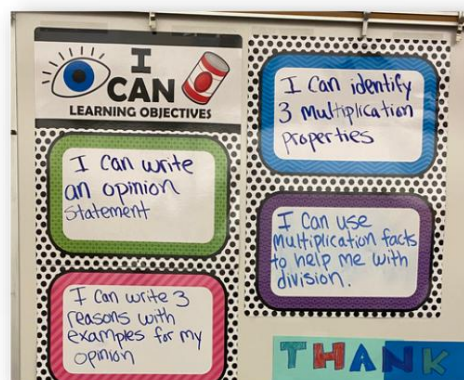 I
CAN
LEARNING OBJECTIVES
I can write
an opinion
statement
I can write 3
reasons with
examples for my
opinion
I can identify
3 multiplication
properties
I can use
multiplication facts
to help me with
division.
THANK